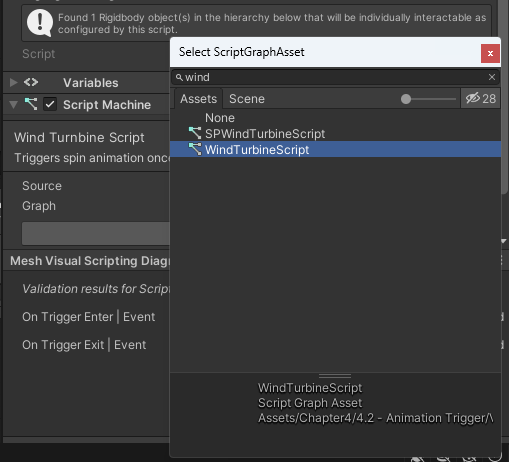 Found 1 Rigidbody object(s) in the hierarchy below that will be individually interactable as
configured by this script.
Script
Select ScriptGraphAsset
x
wind
Assets
Scene
28
None
SPWindTurbineScript
WindTurbineScript
Variables
Script Machine
Wind Turnbine Script
Triggers spin animation onc
Source
Graph
Mesh Visual Scripting Diag
Validation results for Script
On Trigger Enter | Event
On Trigger Exit | Event
WindTurbineScript
Script Graph Asset
Assets/Chapter4/4.2 - Animation Trigger/